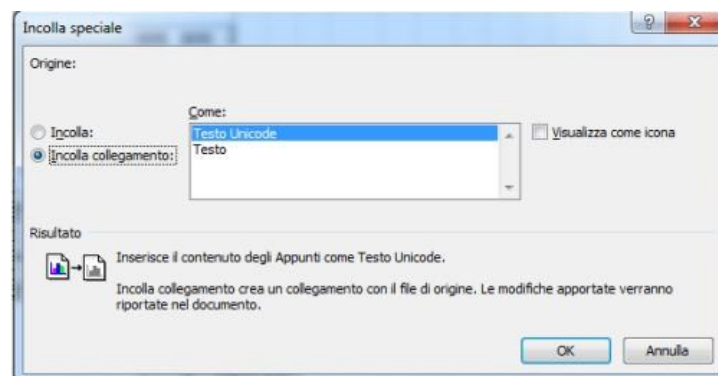 Incolla speciale
Origine:
Come:
Incolla:
Incolla collegamento:
Testo Unicode
Testo
Visualizza come icona
Risultato
Inserisce il contenuto degli Appunti come Testo Unicode.
Incolla collegamento crea un collegamento con il file di origine. Le modifiche apportate verranno
riportate nel documento.
OK
Annulla